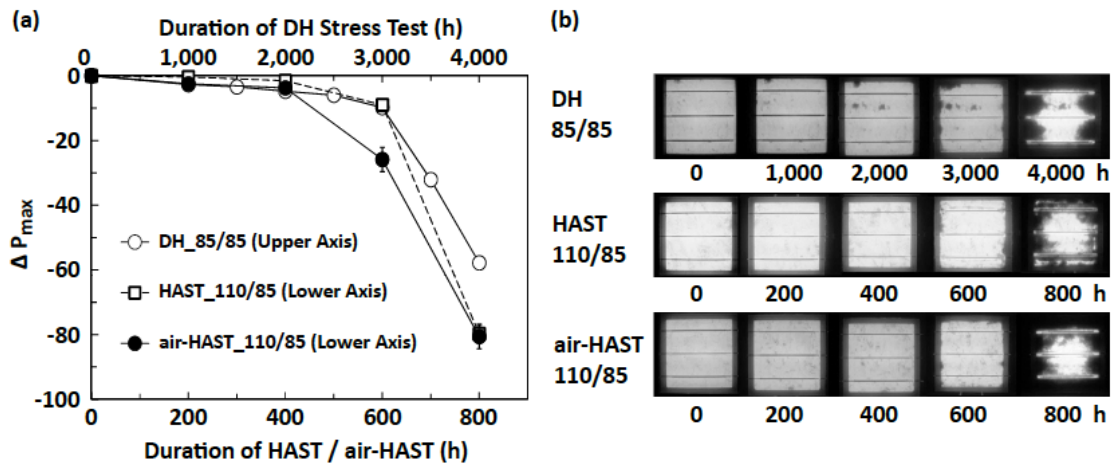 (a)
Duration of DH Stress Test (h)
0 1,000 2,000 3,000 4,000
0
-20
-40
-60
-80
-100
Δ Pmax
DH_85/85 (Upper Axis)
HAST_110/85 (Lower Axis)
air-HAST_110/85 (Lower Axis)
0 200 400 600 800
Duration of HAST / air-HAST (h)
(b)
DH
85/85
0 1,000 2,000 3,000 4,000 h
HAST
110/85
0 200 400 600 800 h
air-HAST
110/85
0 200 400 600 800 h